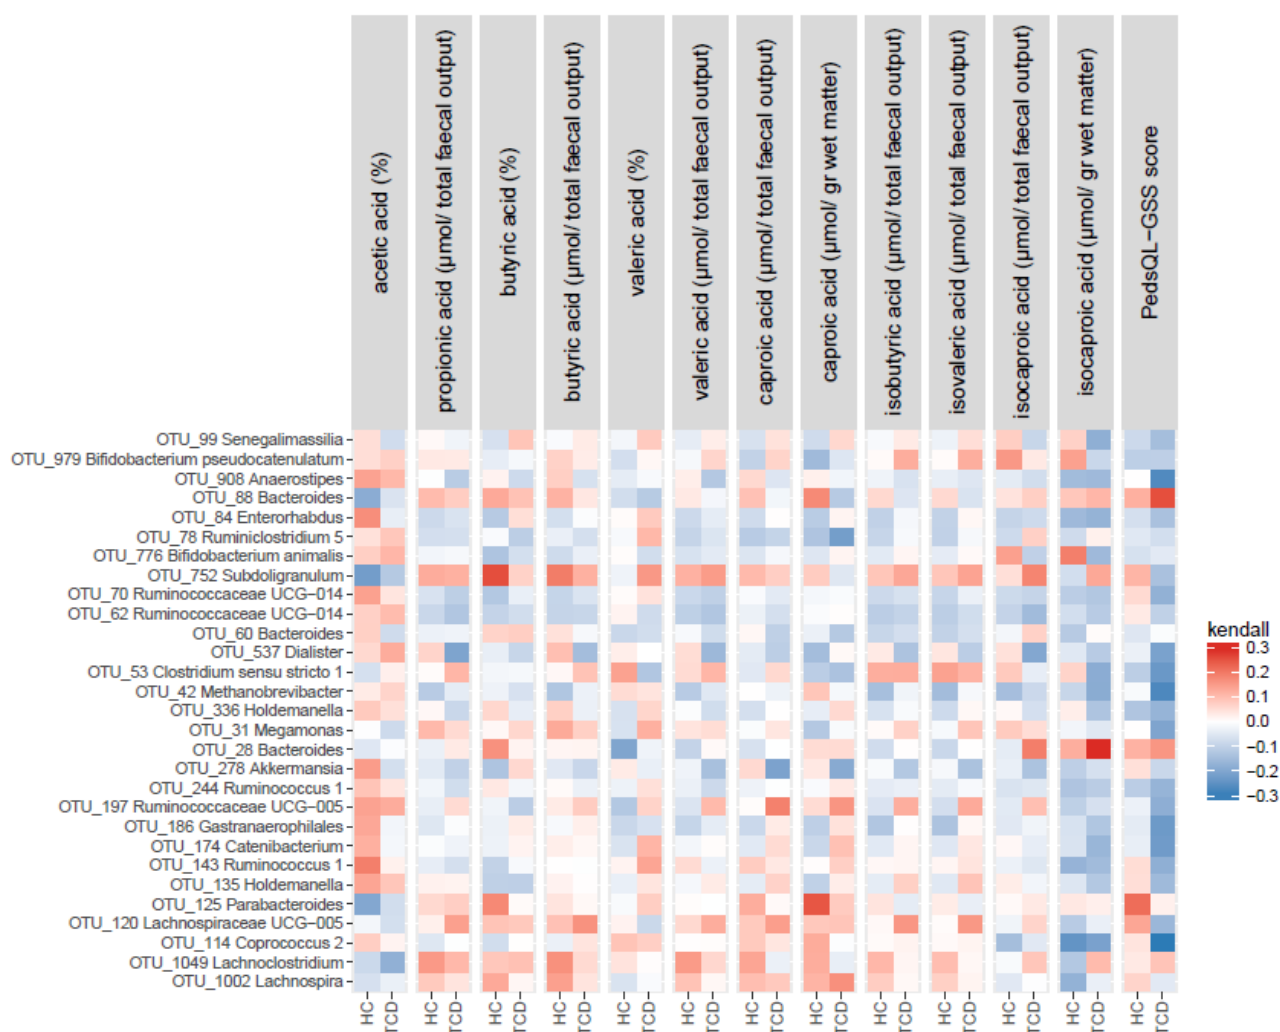 acetic acid (%)
propionic acid (µmol/ total faecal output)
butyric acid (%)
butyric acid (µmol/ total faecal output)
valeric acid (%)
valeric acid (µmol/ total faecal output)
caproic acid (µmol/ total faecal output)
caproic acid (µmol/ gr wet matter)
isobutyric acid (µmol/ total faecal output)
isovaleric acid (µmol/ total faecal output)
isocaproic acid (µmol/ total faecal output)
isocaproic acid (µmol/ gr wet matter)
PedsQL−GSS score
OTU_99 Senegalimassilia
OTU_979 Bifidobacterium pseudocatenulatum
OTU_908 Anaerostipes
OTU_88 Bacteroides
OTU_84 Enterorhabdus
OTU_78 Ruminiclostridium 5
OTU_776 Bifidobacterium animalis
OTU_752 Subdoligranulum
OTU_70 Ruminococcaceae UCG−014
OTU_62 Ruminococcaceae UCG−014
OTU_60 Bacteroides
OTU_537 Dialister
OTU_53 Clostridium sensu stricto 1
OTU_42 Methanobrevibacter
OTU_336 Holdemanella
OTU_31 Megamonas
OTU_28 Bacteroides
OTU_278 Akkermansia
OTU_244 Ruminococcus 1
OTU_197 Ruminococcaceae UCG−005
OTU_186 Gastranaerophilales
OTU_174 Catenibacterium
OTU_143 Ruminococcus 1
OTU_135 Holdemanella
OTU_125 Parabacteroides
OTU_120 Lachnospiraceae UCG−005
OTU_114 Coprococcus 2
OTU_1049 Lachnoclostridium
OTU_1002 Lachnospira
HC
TCD
HC
TCD
HC
TCD
HC
TCD
HC
TCD
HC
TCD
HC
TCD
HC
TCD
HC
TCD
HC
TCD
HC
TCD
HC
TCD
HC
TCD
kendall
0.3
0.2
0.1
0.0
−0.1
−0.2
−0.3